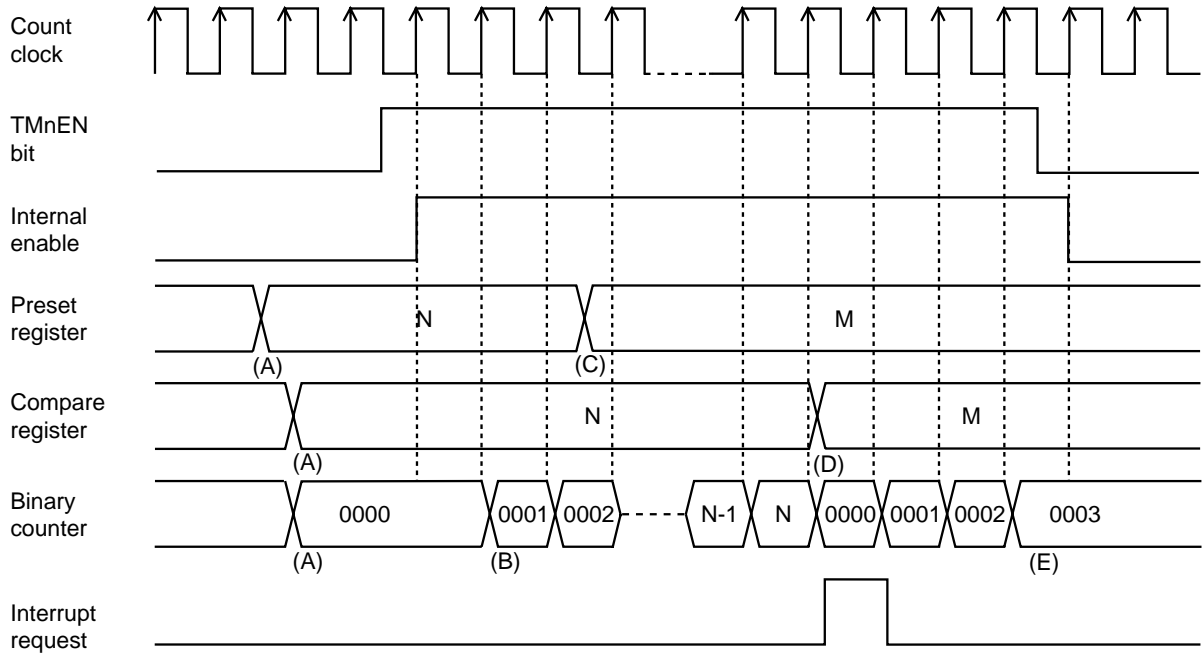 Count
clock
TMnEN
bit
Internal
enable
Preset
register
N
M
(A)
(C)
Compare
register
N
M
(A)
(D)
Binary
counter
0000
0001
0002
N-1
N
0000
0001
0002
0003
(A)
(B)
(E)
Interrupt
request